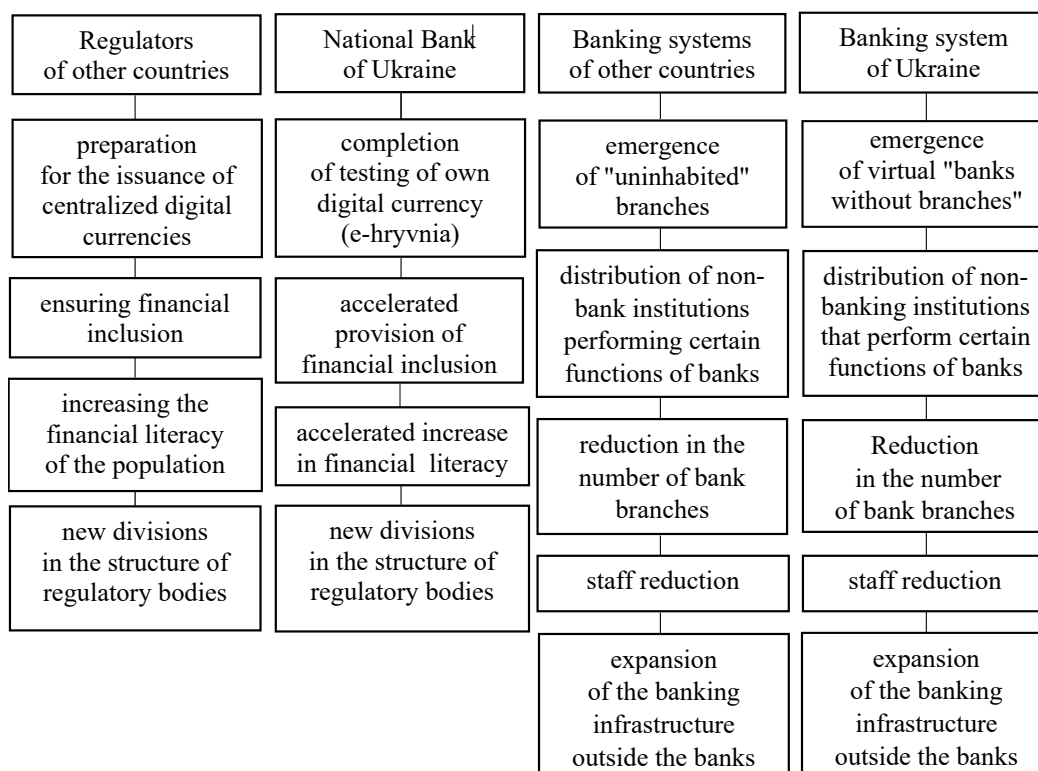 Regulators
of other countries
preparation
for the issuance of
centralized digital
currencies
ensuring financial
inclusion
increasing the
financial literacy
of the population
new divisions
in the structure of
regulatory bodies
National Bank
of Ukraine
completion
of testing of own
digital currency
(e-hryvnia)
accelerated
provision of
financial inclusion
accelerated increase
in financial literacy
new divisions
in the structure of
regulatory bodies
Banking systems
of other countries
emergence
of "uninhabited"
branches
distribution of non-
bank institutions
performing certain
functions of banks
reduction in the
number of bank
branches
staff reduction
expansion
of the banking
infrastructure
outside the banks
Banking system
of Ukraine
emergence
of virtual "banks
without branches"
distribution of non-
banking institutions
that perform certain
functions of banks
Reduction
in the number
of bank branches
staff reduction
expansion
of the banking
infrastructure
outside the banks